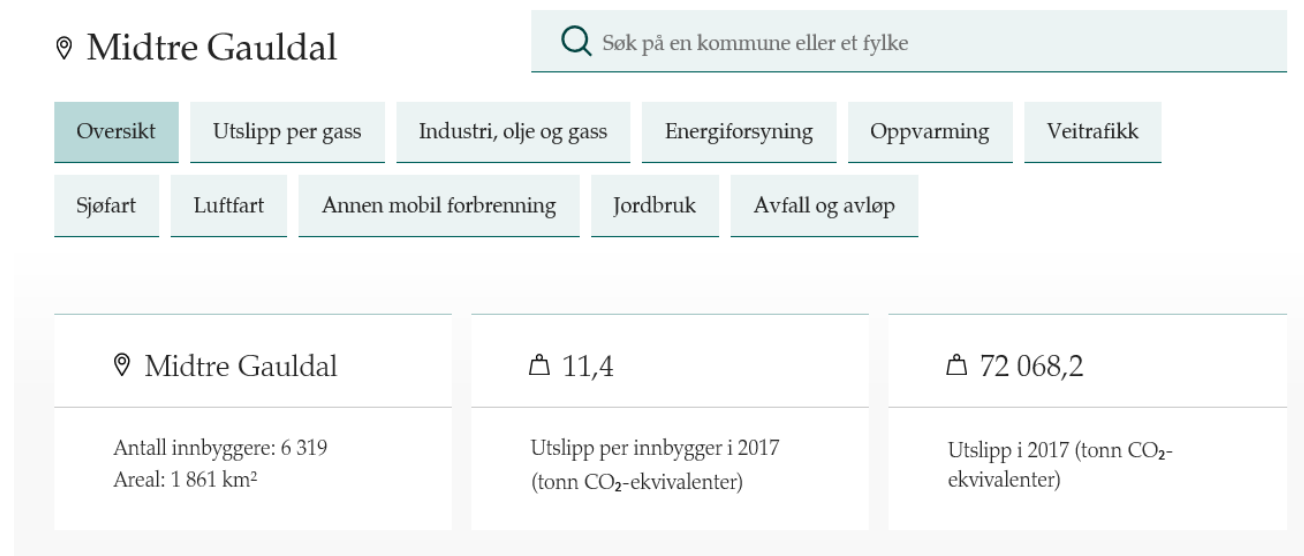 Midtre Gauldal
Søk på en kommune eller et fylke
Oversikt
Utslipp per gass
Industri, olje og gass
Energiforsyning
Oppvarming
Veitrafikk
Sjøfart
Luftfart
Annen mobil forbrenning
Jordbruk
Avfall og avløp
Midtre Gauldal
Antall innbyggere: 6 319
Areal: 1 861 km²
11,4
Utslipp per innbygger i 2017
(tonn CO₂-ekvivalenter)
72 068,2
Utslipp i 2017 (tonn CO₂-
ekvivalenter)